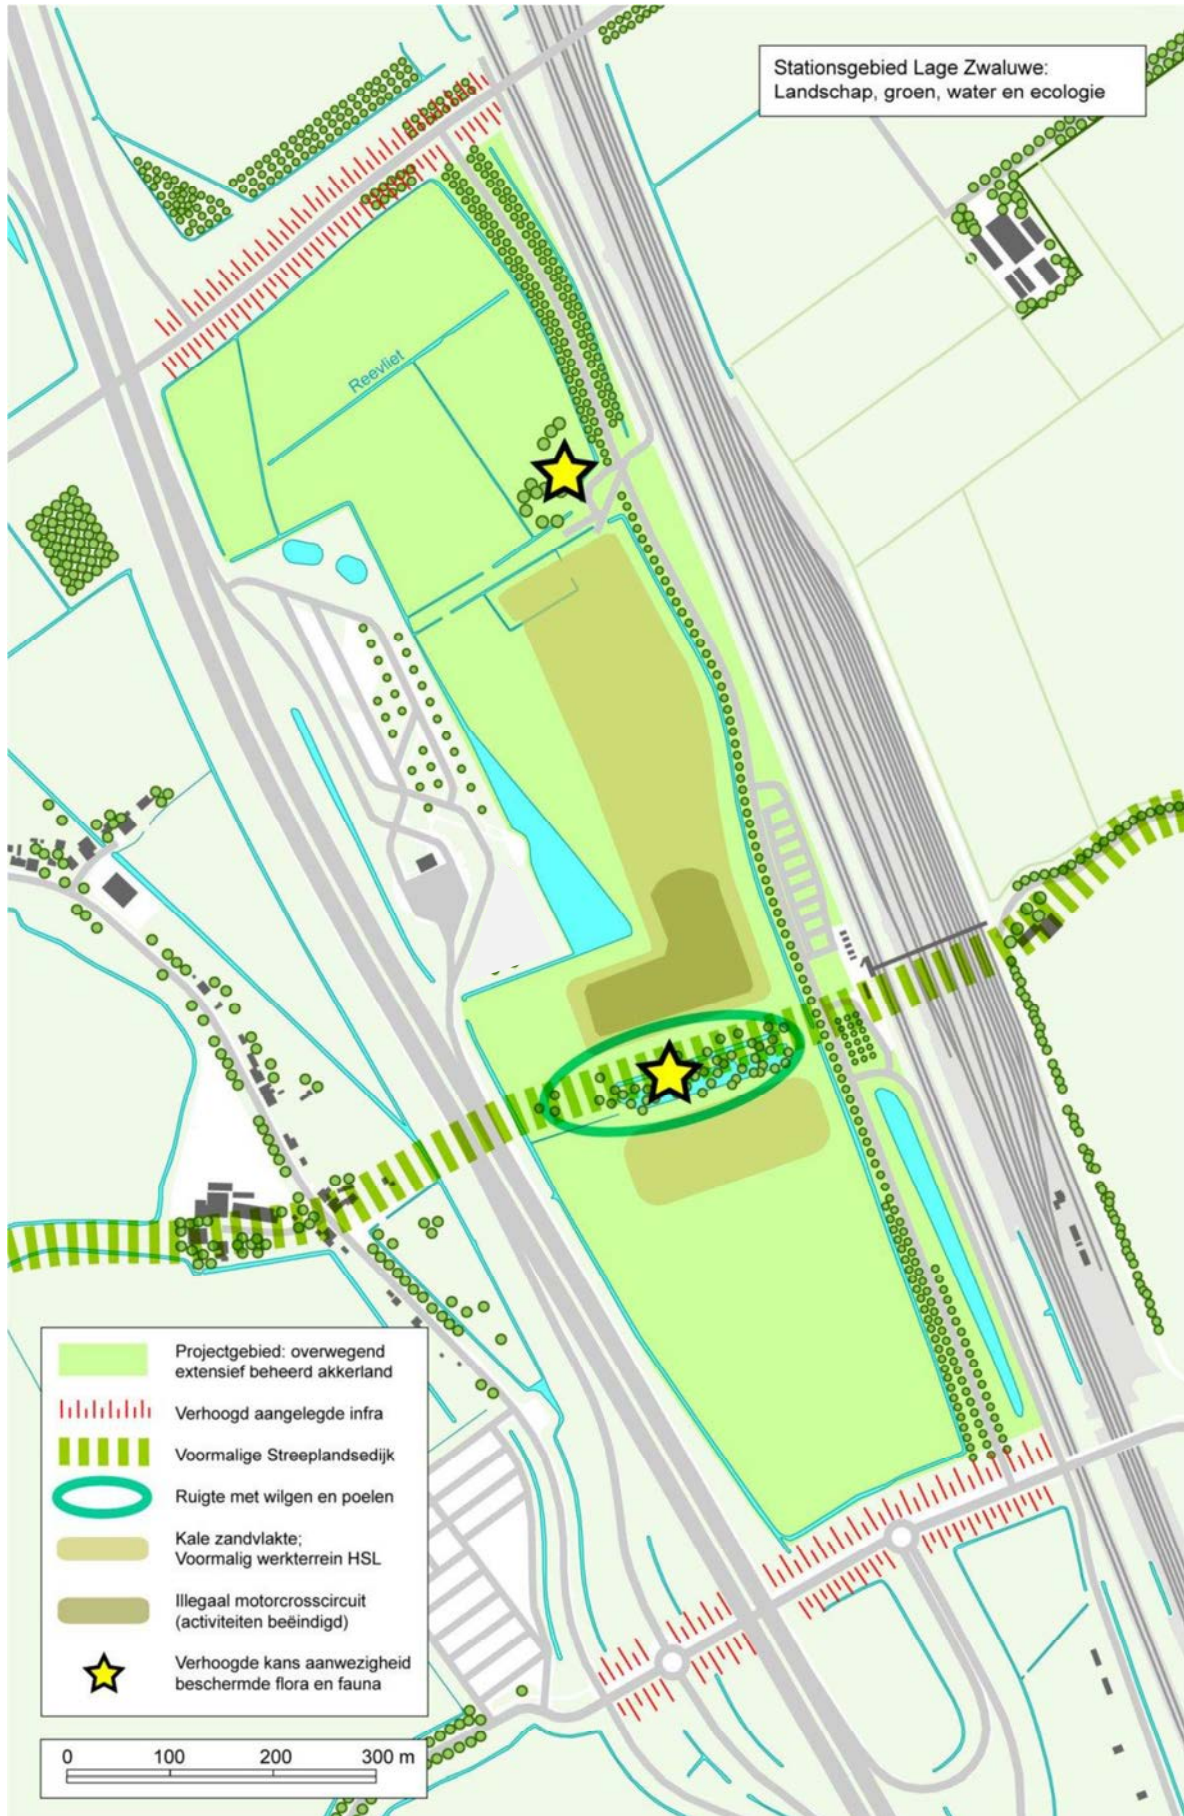 Stationsgebied Lage Zwaluwe:
Landschap, groen, water en ecologie
Reevliet
Projectgebied: overwegend
extensief beheerd akkerland
Verhoogd aangelegde infra
Voormalige Streeplandsedijk
Ruigte met wilgen en poelen
Kale zandvlakte;
Voormalig werkterrein HSL
Illegaal motorcrosscircuit
(activiteiten beëindigd)
Verhoogde kans aanwezigheid
beschermde flora en fauna
0 100 200 300 m